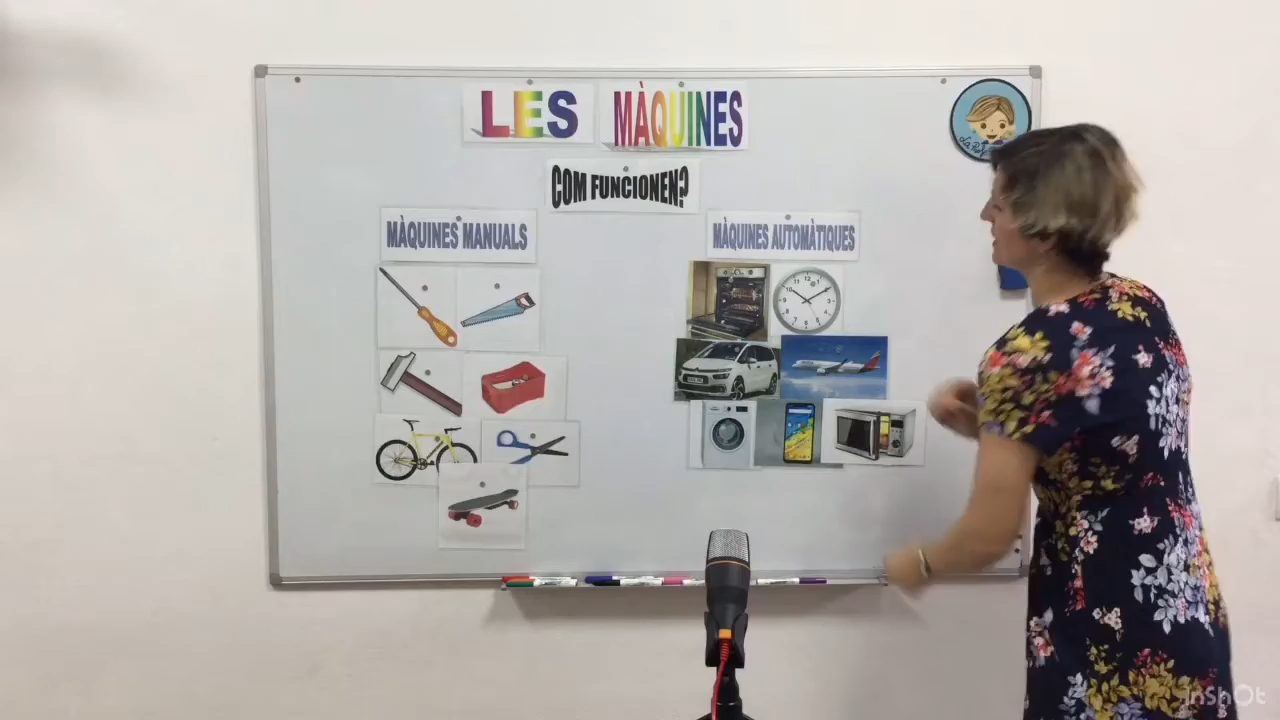 LES MÀQUINES
COM FUNCIONEN?
MÀQUINES MANUALS
MÀQUINES AUTOMÀTIQUES
InShOt